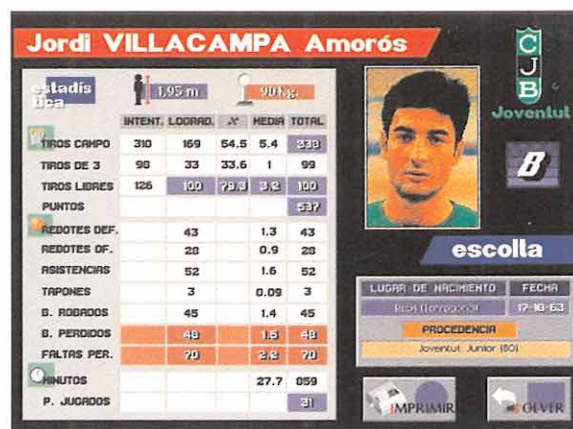 Jordi VILLACAMPA Amorós
C
J
B
Joventut
8
estadís
tica
1,95 m
90 kg.
INTENT. LOGRAD. % MEDIA TOTAL
TIROS CAMPO 310 169 54.5 5.4 338
TIROS DE 3 98 33 33.6 1 99
TIROS LIBRES 126 100 79.3 3.2 100
PUNTOS 537
REBOTES DEF. 43 1.3 43
REBOTES OF. 28 0.9 28
ASISTENCIAS 52 1.6 52
TAPONES 3 0.09 3
B. ROBADOS 45 1.4 45
B. PERDIDOS 48 1.5 48
FALTAS PER. 70 2.2 70
MINUTOS 27.7 859
P. JUGADOS 31
escolta
LUGAR DE NACIMIENTO FECHA
Reus (Tarragona) 17-10-63
PROCEDENCIA
Joventut Junior (80)
IMPRIMIR
VOLVER